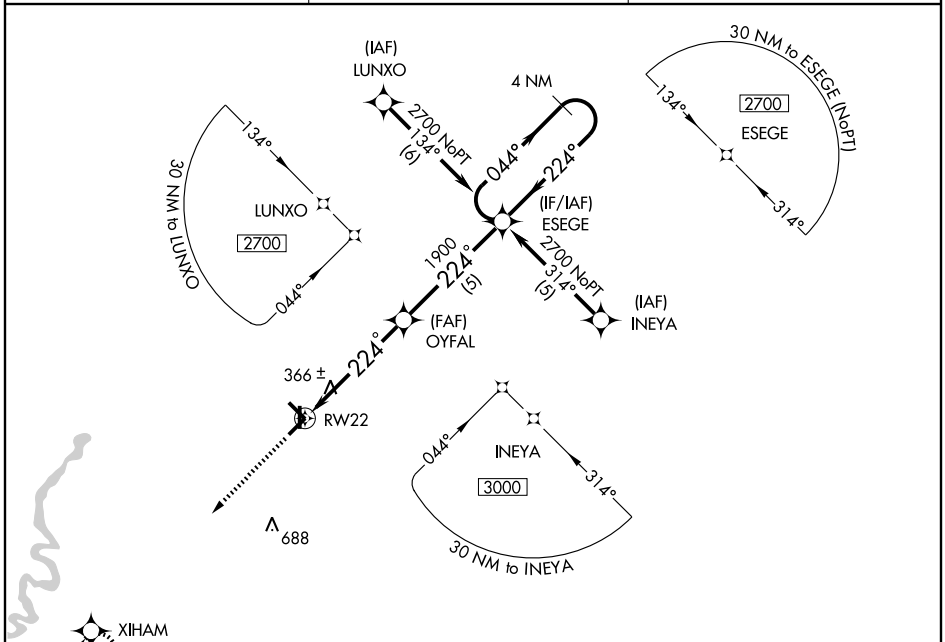 (IAF)
LUNXO
2700 NoPT
134°
(6)
4 NM
044°
224°
30 NM to ESEGE (NoPT)
134°
2700
ESEGE
314°
134°
LUNXO
2700
30 NM to LUNXO
044°
(IF/IAF)
ESEGE
1900
224°
(5)
2700 NoPT
314°
(5)
(IAF)
INEYA
(FAF)
OYFAL
224°
366 ±
RW22
044°
INEYA
3000
314°
30 NM to INEYA
688
XIHAM